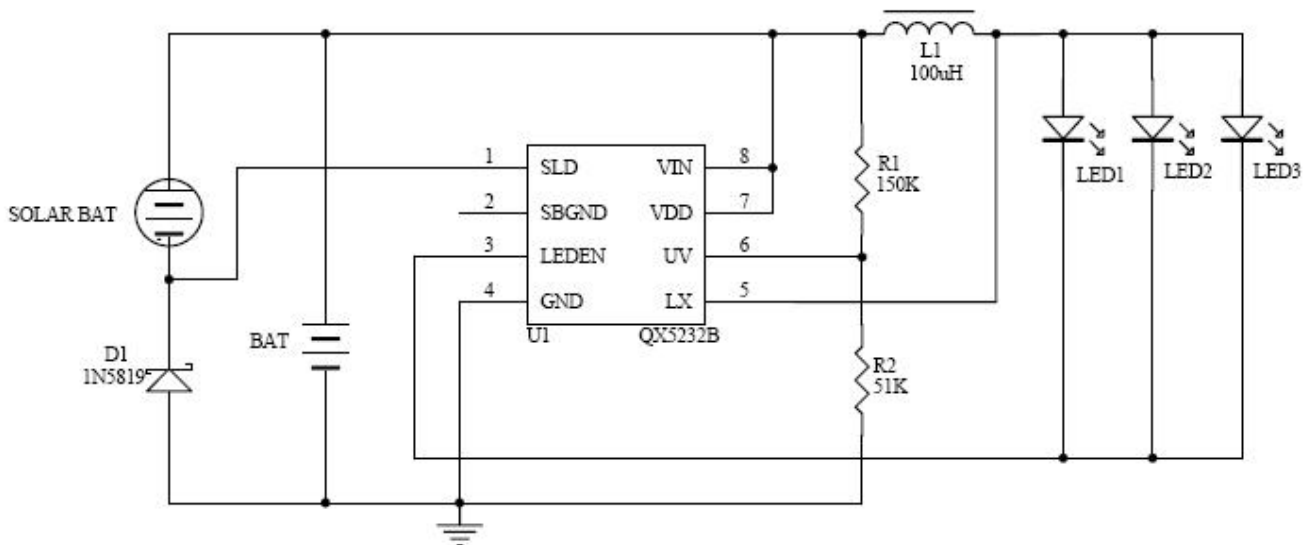 L1
100uH
1
SLD
VIN
8
R1
150K
LED1
LED2
LED3
SOLAR BAT
2
SBGND
VDD
7
3
LEDEN
UV
6
4
GND
LX
5
U1
QX5232B
BAT
D1
1N5819
R2
51K